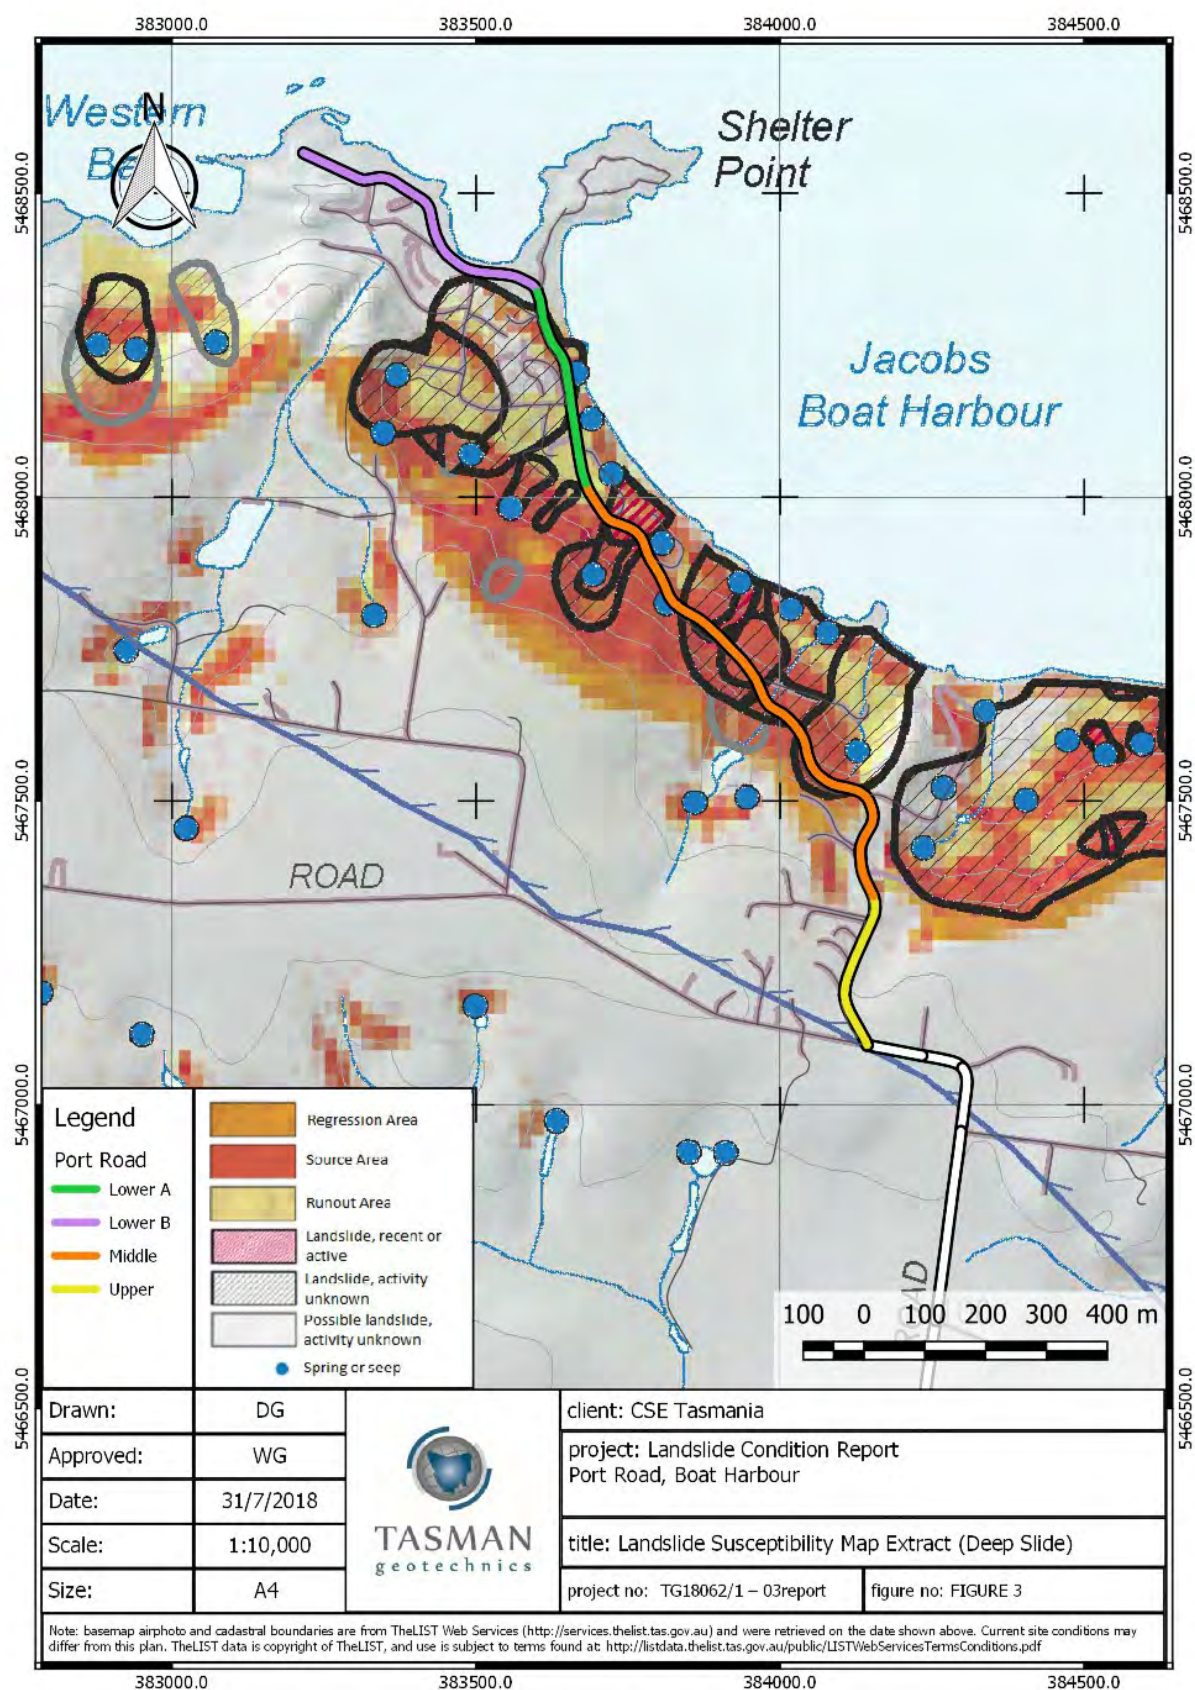 383000.0 383500.0 384000.0 384500.0
5468500.0 5468500.0
5468000.0 5468000.0
5467500.0 5467500.0
5467000.0 5467000.0
5466500.0 5466500.0
Western
Bay
N
Shelter
Point
Jacobs
Boat Harbour
ROAD
ROAD
Legend
Port Road
Lower A
Lower B
Middle
Upper
Regression Area
Source Area
Runout Area
Landslide, recent or
active
Landslide, activity
unknown
Possible landslide,
activity unknown
Spring or seep
100 0 100 200 300 400 m
Drawn: DG
Approved: WG
Date: 31/7/2018
Scale: 1:10,000
Size: A4
TASMAN
geotechnics
client: CSE Tasmania
project: Landslide Condition Report
Port Road, Boat Harbour
title: Landslide Susceptibility Map Extract (Deep Slide)
project no: TG18062/1 – 03report
figure no: FIGURE 3
Note: basemap airphoto and cadastral boundaries are from TheLIST Web Services (http://services.thelist.tas.gov.au) and were retrieved on the date shown above. Current site conditions may
differ from this plan. TheLIST data is copyright of TheLIST, and use is subject to terms found at: http://listdata.thelist.tas.gov.au/public/LISTWebServicesTermsConditions.pdf
383000.0 383500.0 384000.0 384500.0